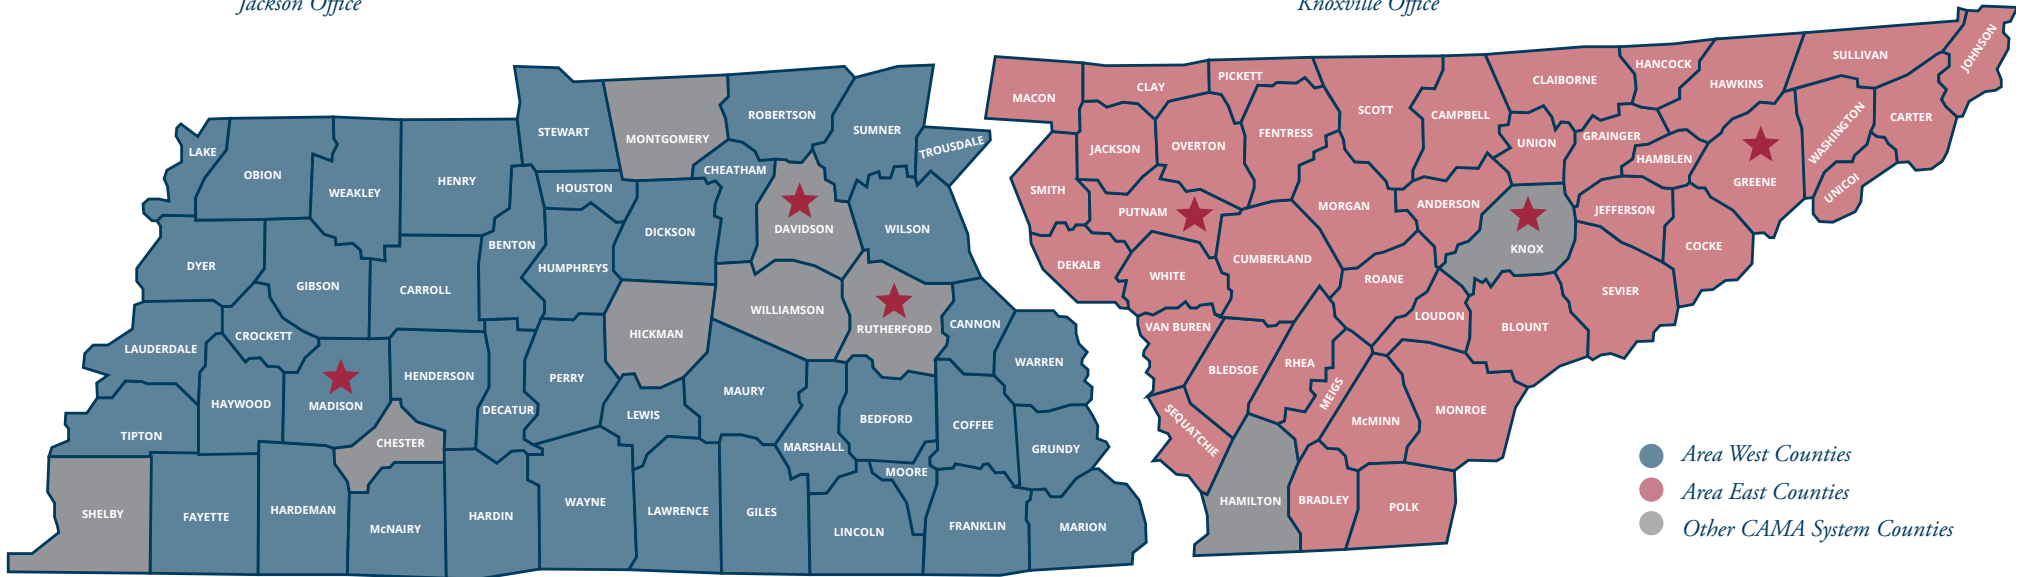 Jackson Office
Knoxville Office
LAKE
OBION
WEAKLEY
HENRY
STEWART
MONTGOMERY
ROBERTSON
SUMNER
TROUSDALE
CHEATHAM
HOUSTON
DICKSON
DAVIDSON
WILSON
BENTON
HUMPHREYS
DYER
GIBSON
CARROLL
HICKMAN
WILLIAMSON
RUTHERFORD
CANNON
CROCKETT
LAUDERDALE
HAYWOOD
MADISON
HENDERSON
DECATUR
PERRY
LEWIS
MAURY
WARREN
TIPTON
CHESTER
MARSHALL
BEDFORD
COFFEE
GRUNDY
MOORE
SHELBY
FAYETTE
HARDEMAN
McNAIRY
HARDIN
WAYNE
LAWRENCE
GILES
LINCOLN
FRANKLIN
MARION
MACON
CLAY
PICKETT
SCOTT
CAMPBELL
CLAIBORNE
HANCOCK
HAWKINS
SULLIVAN
JOHNSON
JACKSON
OVERTON
FENTRESS
UNION
GRAINGER
HAMBLEN
GREENE
WASHINGTON
CARTER
UNICOI
SMITH
PUTNAM
MORGAN
ANDERSON
KNOX
JEFFERSON
COCKE
DEKALB
WHITE
CUMBERLAND
ROANE
LOUDON
BLOUNT
SEVIER
VAN BUREN
BLEDSOE
RHEA
MEIGS
McMINN
MONROE
SEQUATCHIE
HAMILTON
BRADLEY
POLK
Area West Counties
Area East Counties
Other CAMA System Counties